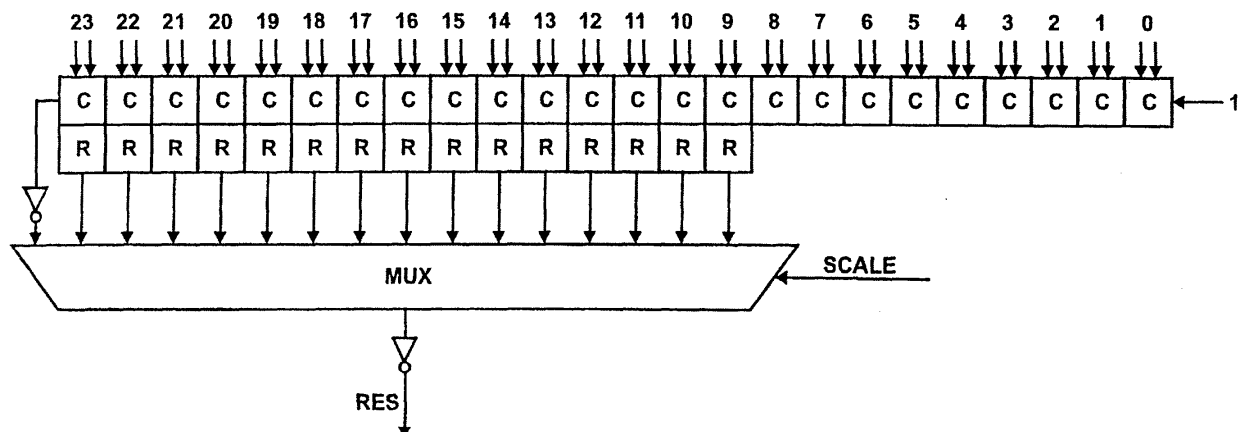 23 22 21 20 19 18 17 16 15 14 13 12 11 10 9 8 7 6 5 4 3 2 1 0
C C C C C C C C C C C C C C C C C C C C C C C C 1
R R R R R R R R R R R R R R R
SCALE
MUX
RES